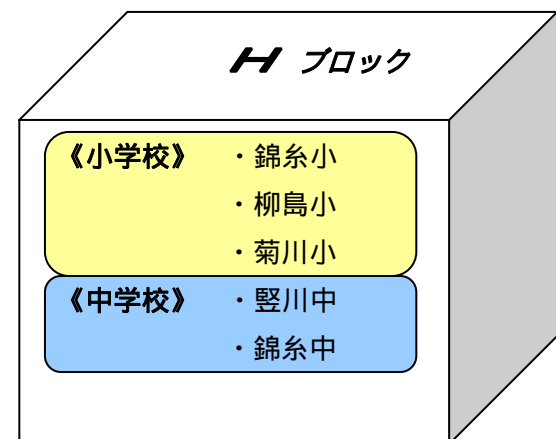 H ブロック
《小学校》 ・錦糸小
・柳島小
・菊川小
《中学校》 ・竪川中
・錦糸中